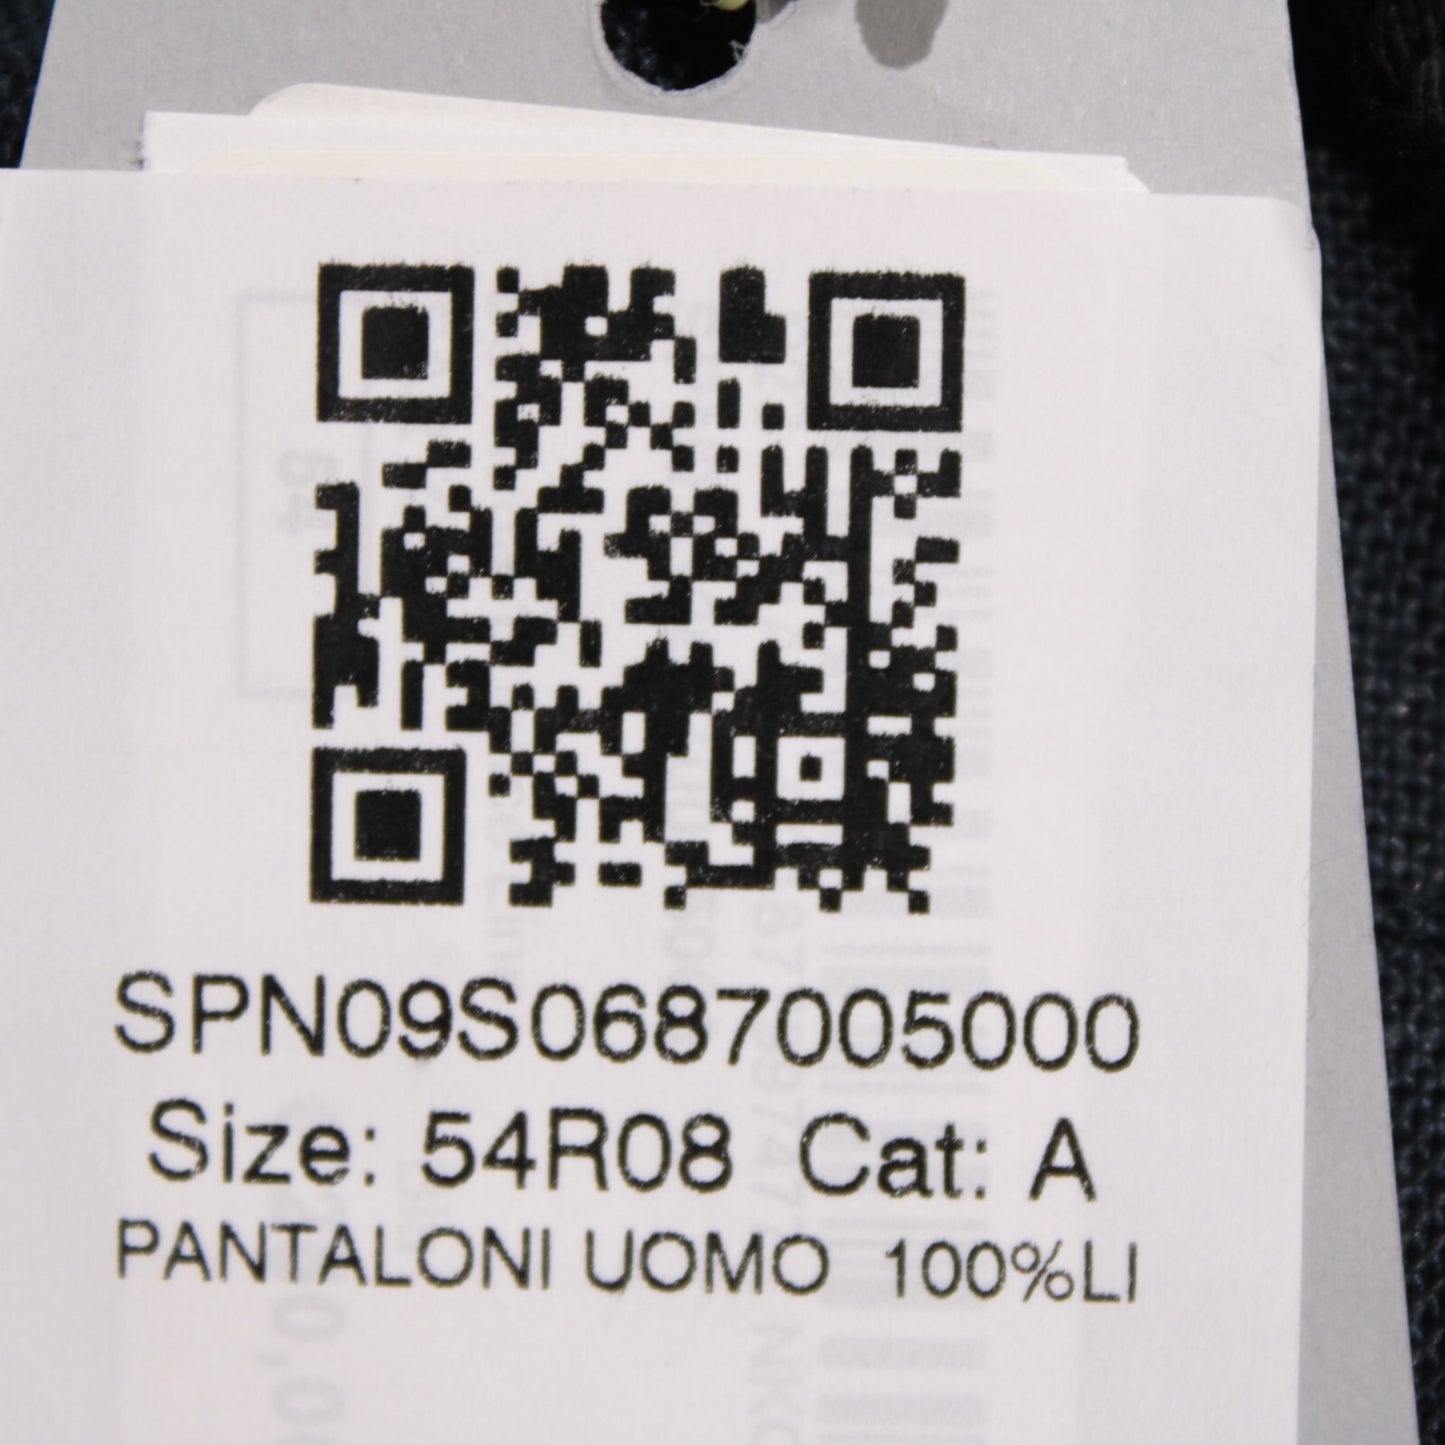 SPN09S0687005000
Size: 54R08 Cat: A
PANTALONI UOMO 100%LI